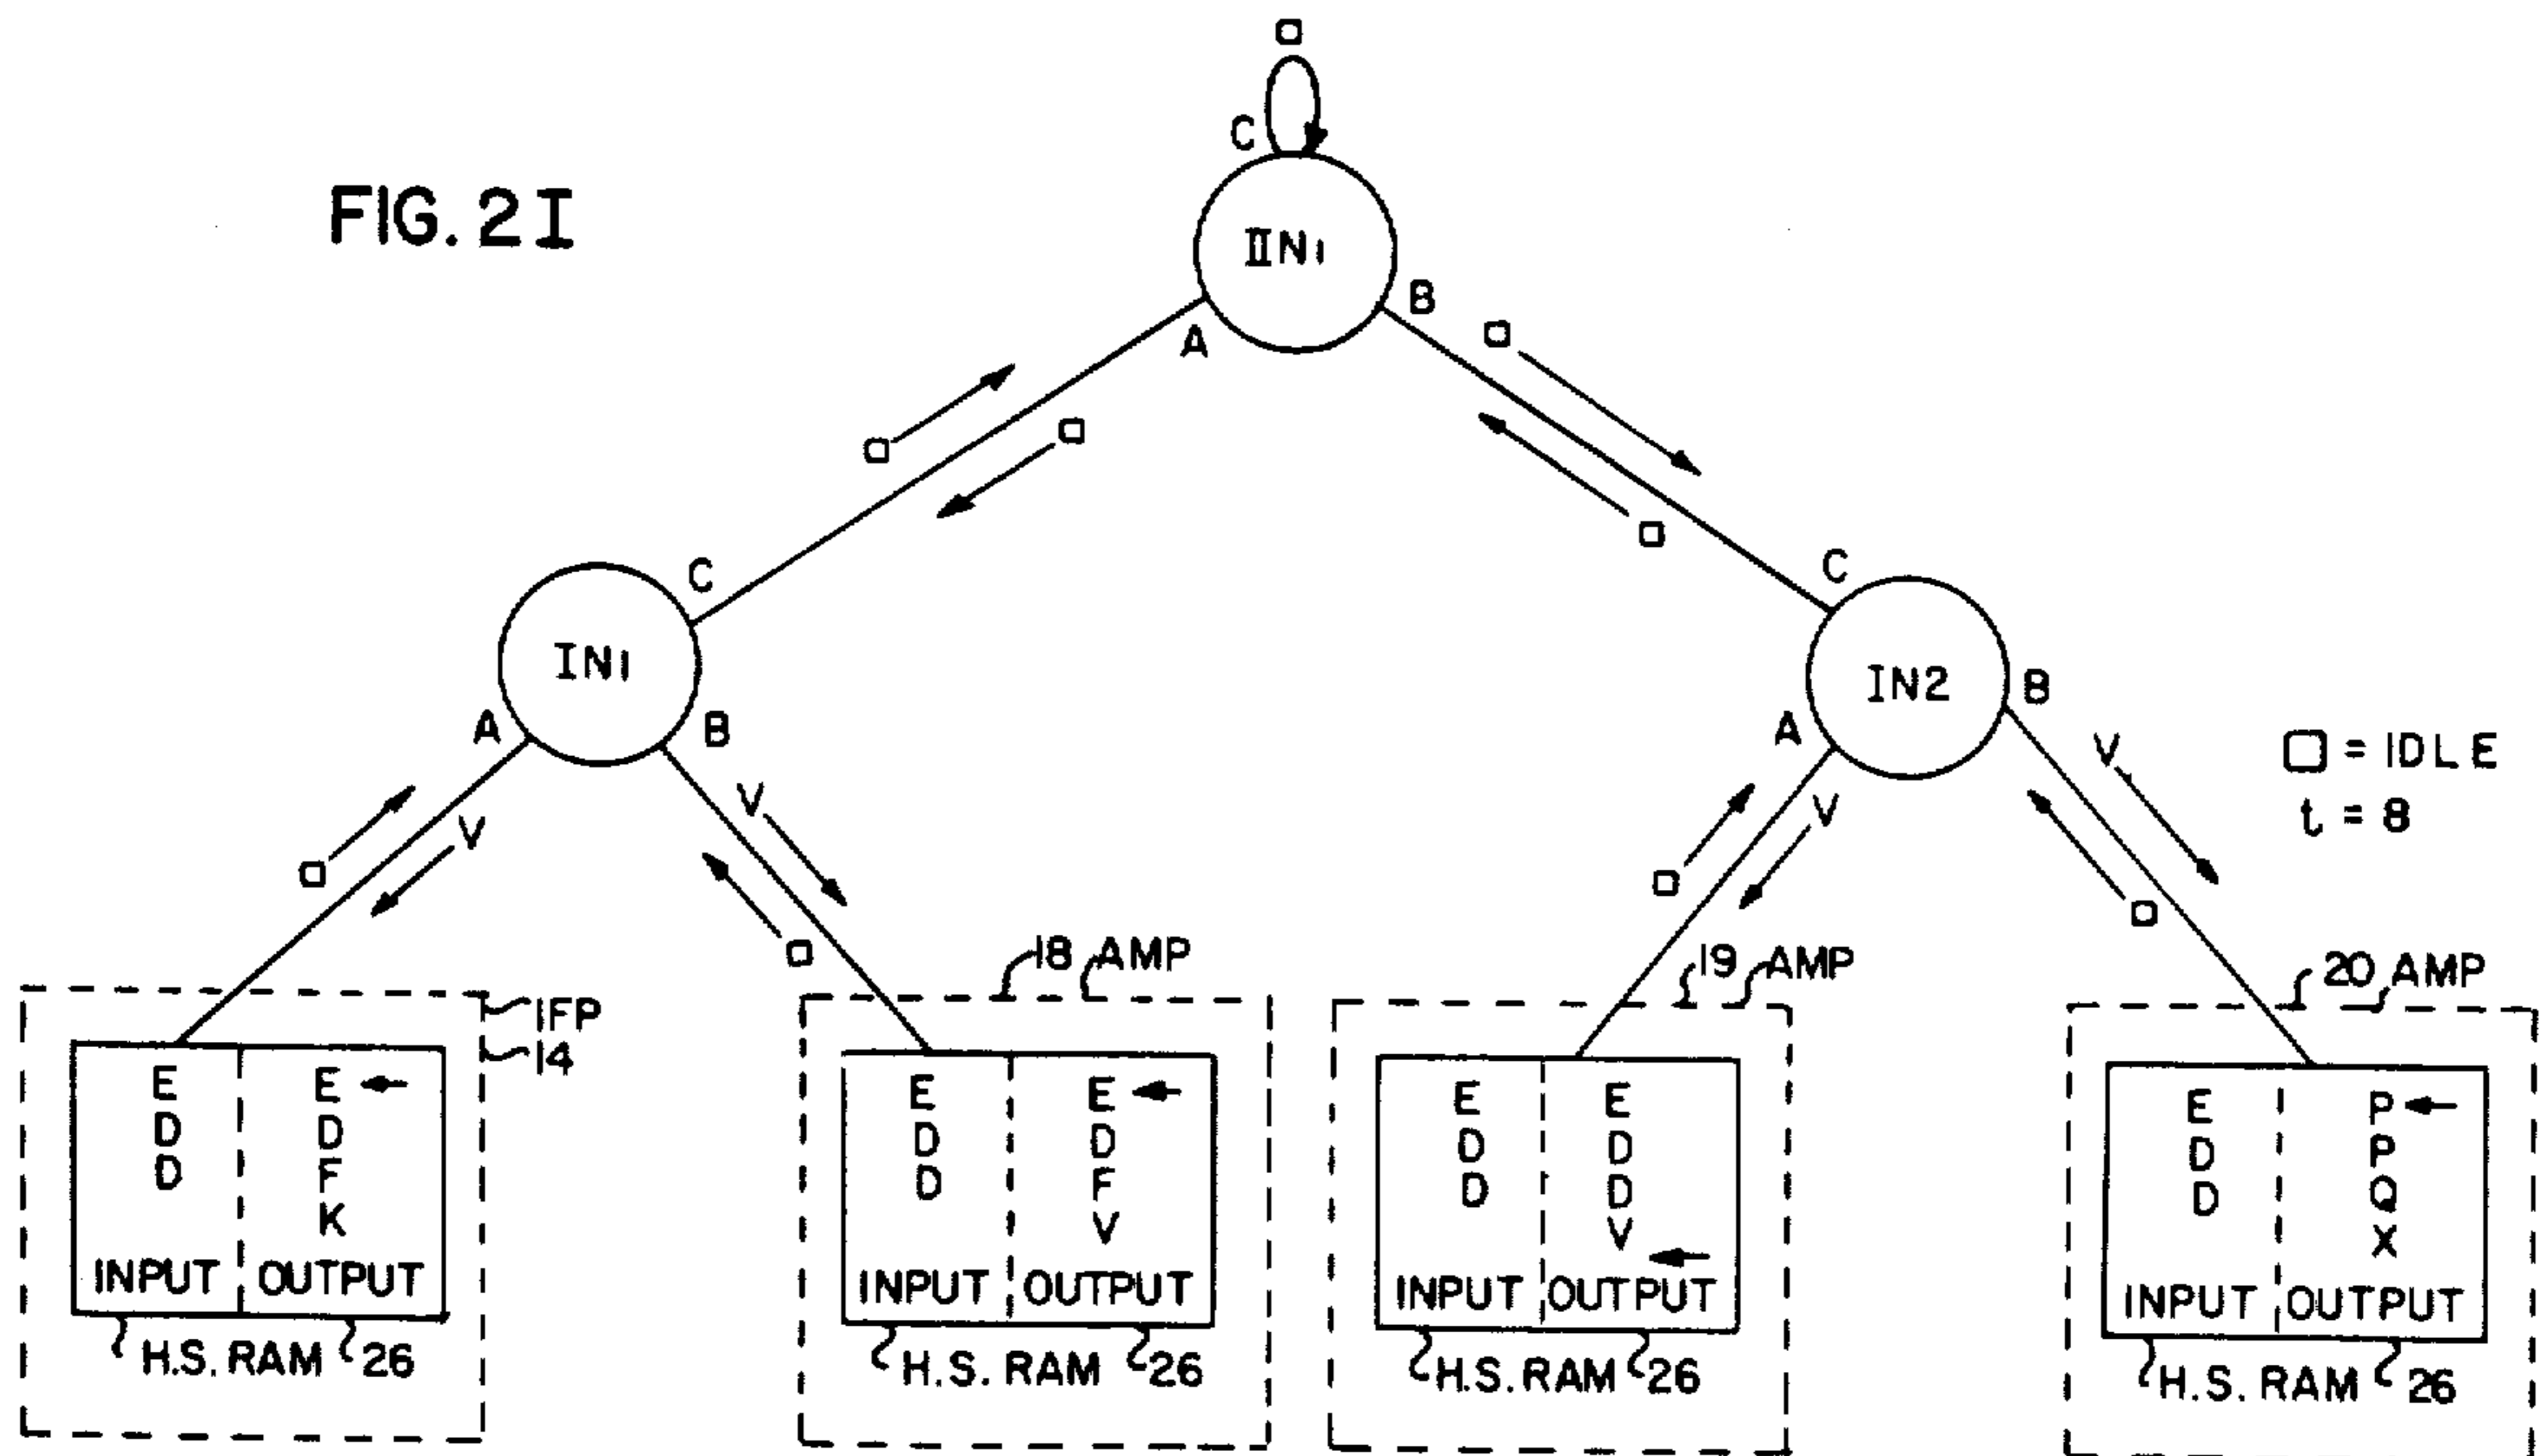 FIG. 2I
C
IIN1
A
B
C
IN1
A
B
C
IN2
A
B
V
V
V
V
□ = IDLE
t = 8
IFP
14
18 AMP
19 AMP
20 AMP
E
D
D
INPUT
E
D
F
K
OUTPUT
H.S. RAM 26
E
D
D
INPUT
E
D
F
V
OUTPUT
H.S. RAM 26
E
D
D
INPUT
E
D
D
V
OUTPUT
H.S. RAM 26
E
D
D
INPUT
P
P
Q
X
OUTPUT
H.S. RAM 26